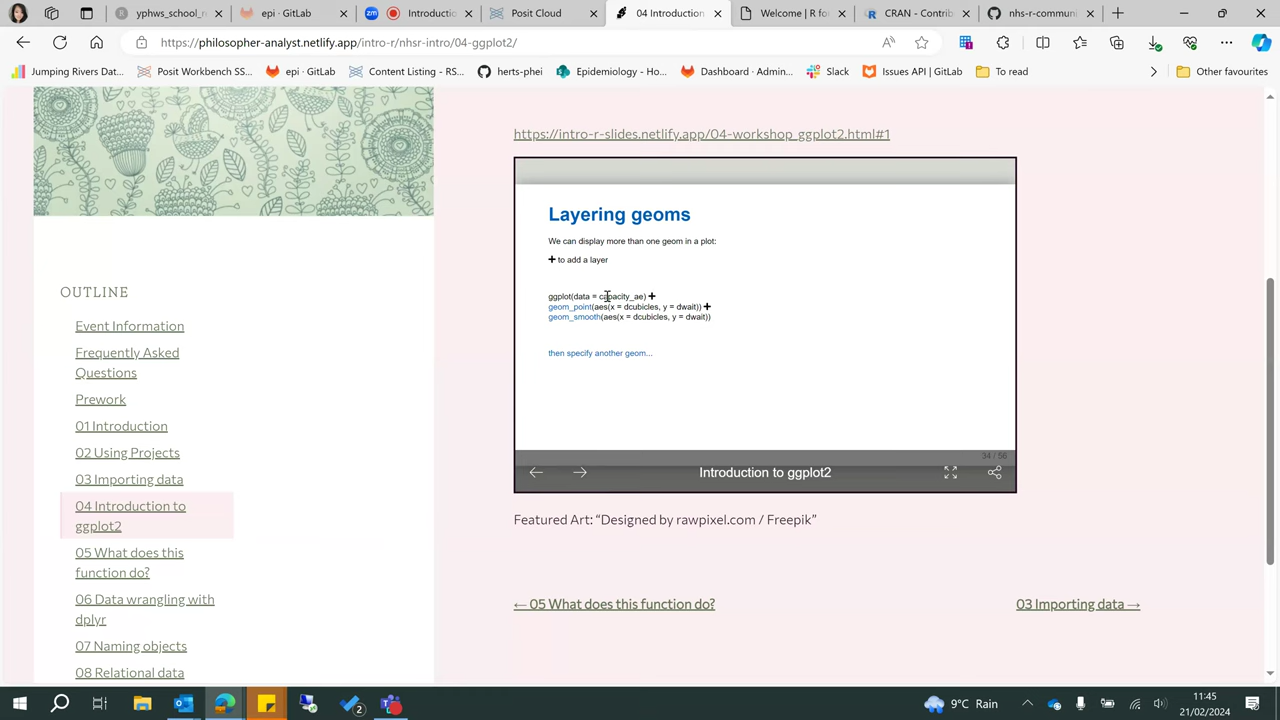 yphws_school_
Introductio
04 Introduct
Welcome | R fo
CRAN - Contrib
nhs-r-commun
https://philosopher-analyst.netlify.app/intro-r/nhsr-intro/04-ggplot2/
Jumping Rivers Dat...
Posit Workbench SS...
epi · GitLab
Content Listing - RS...
herts-phei
Epidemiology - Ho...
Dashboard · Admin...
Slack
Issues API | GitLab
To read
Other favourites
OUTLINE
Event Information
Frequently Asked
Questions
Prework
01 Introduction
02 Using Projects
03 Importing data
04 Introduction to
ggplot2
05 What does this
function do?
06 Data wrangling with
dplyr
07 Naming objects
08 Relational data
https://intro-r-slides.netlify.app/04-workshop_ggplot2.html#1
Layering geoms
We can display more than one geom in a plot:
+ to add a layer
ggplot(data = capacity_ae) +
geom_point(aes(x = dcubicles, y = dwait)) +
geom_smooth(aes(x = dcubicles, y = dwait))
then specify another geom...
34 / 56
Introduction to ggplot2
Featured Art: “Designed by rawpixel.com / Freepik”
← 05 What does this function do?
03 Importing data →
2
9°C Rain
11:45
21/02/2024